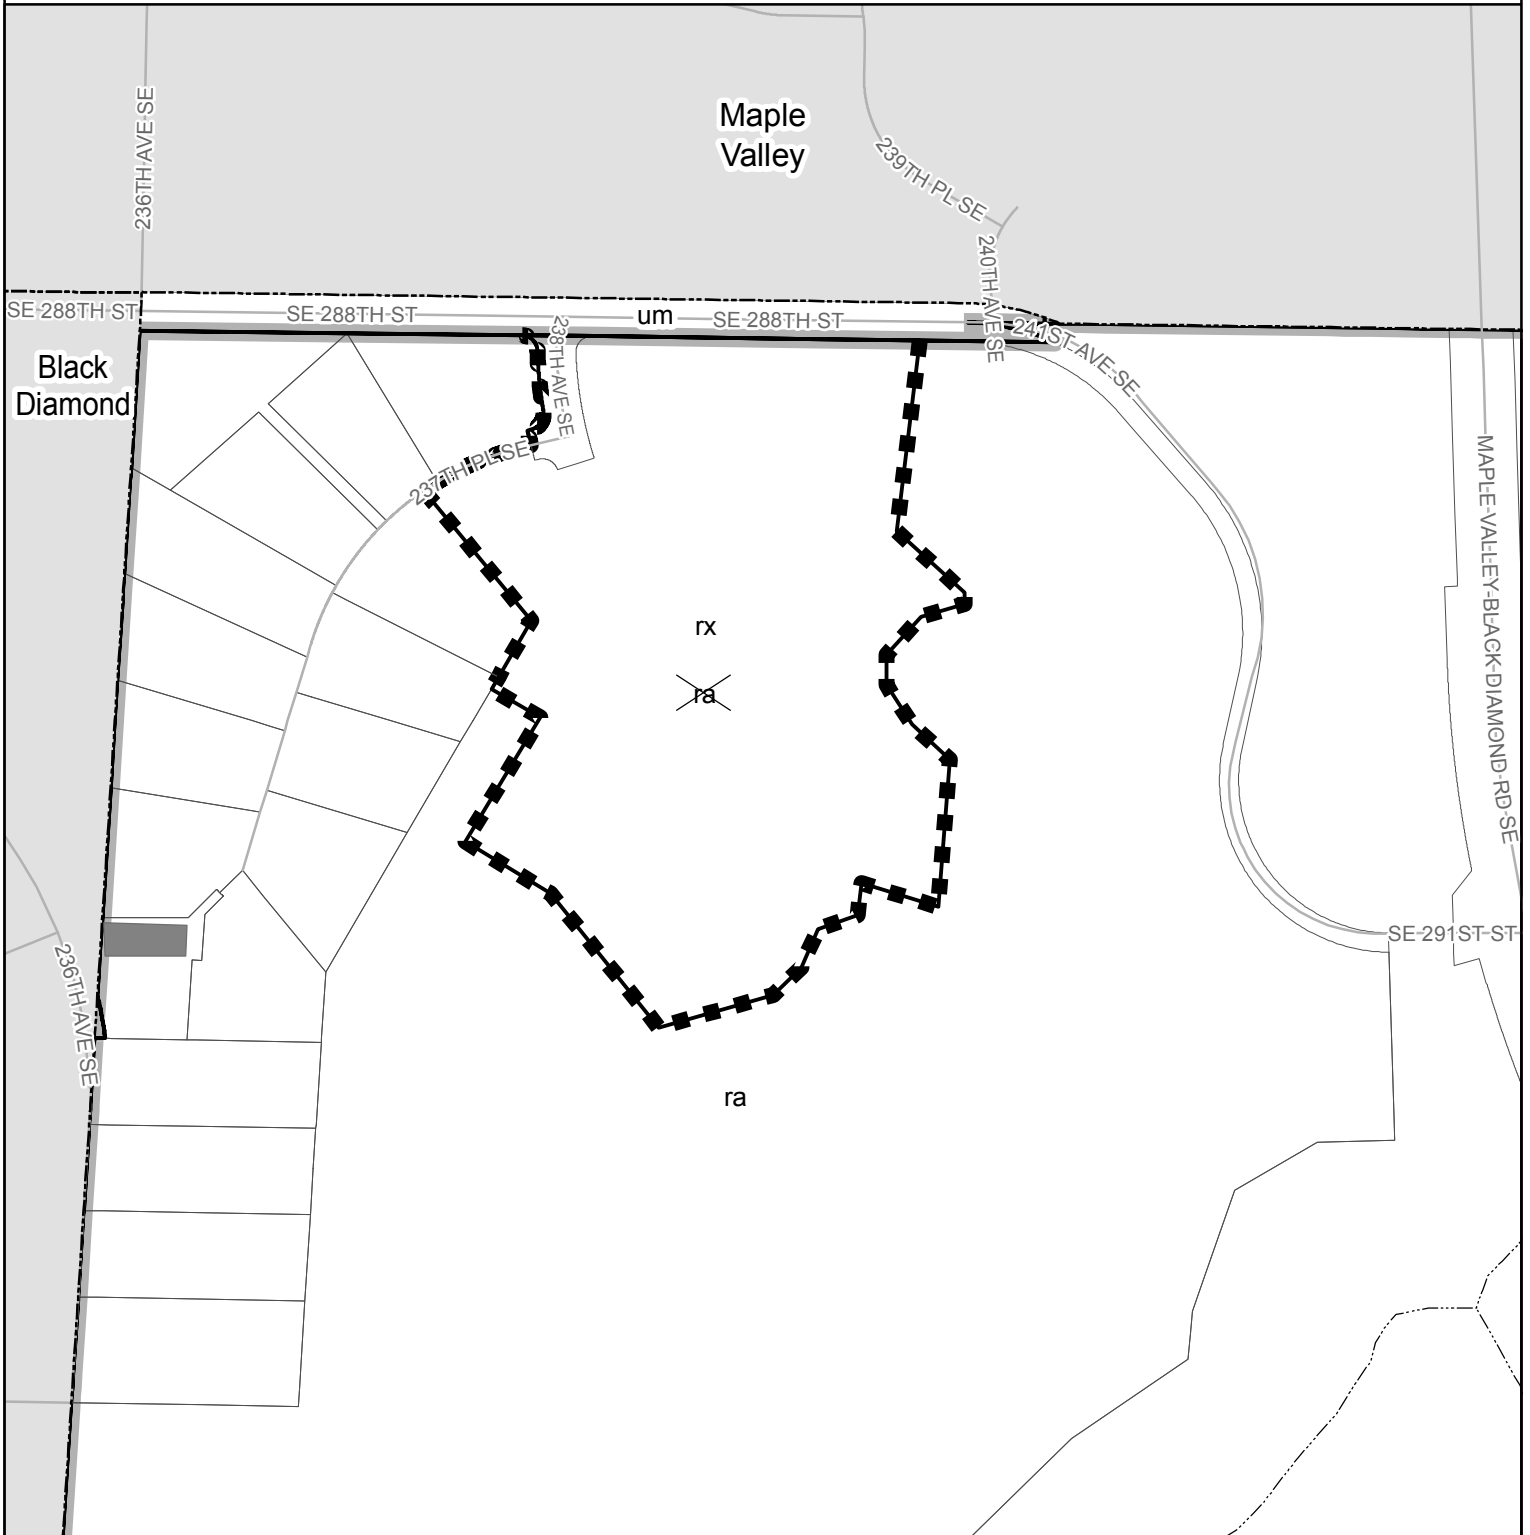 236TH AVE SE
Maple
Valley
239TH PL SE
240TH AVE SE
SE 288TH ST
SE 288TH ST
um
SE 288TH ST
241ST AVE SE
238TH AVE SE
Black
Diamond
237TH PL SE
MAPLE VALLEY-BLACK DIAMOND RD SE
rx
ra
236TH AVE SE
SE 291ST ST
ra